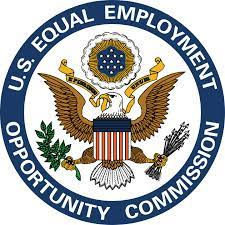 U.S. EQUAL EMPLOYMENT
OPPORTUNITY COMMISSION